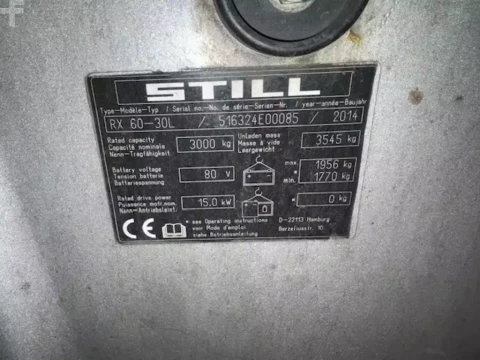 STILL
Type-Modèle-Typ / Serial no.-No. de série-Serien-Nr. / year-année-Baujahr
RX 60-30L / 516324E00085 / 2014
Rated capacity
Capacité nominale
Nenn-Tragfähigkeit
3000 kg
Unladen mass
Masse à vide
Leergewicht
3545 kg
Battery voltage
Tension batterie
Batteriespannung
80 V
max. 1956 kg
min. 1770 kg
Rated drive power
Puissance mot.nom.
Nenn-Antriebsleist.
15,0 kW
* 0 kg
* see Operating instructions
voir Mode d'emploi
siehe Betriebsanleitung
D-22113 Hamburg
Berzeliusstr. 10
CE